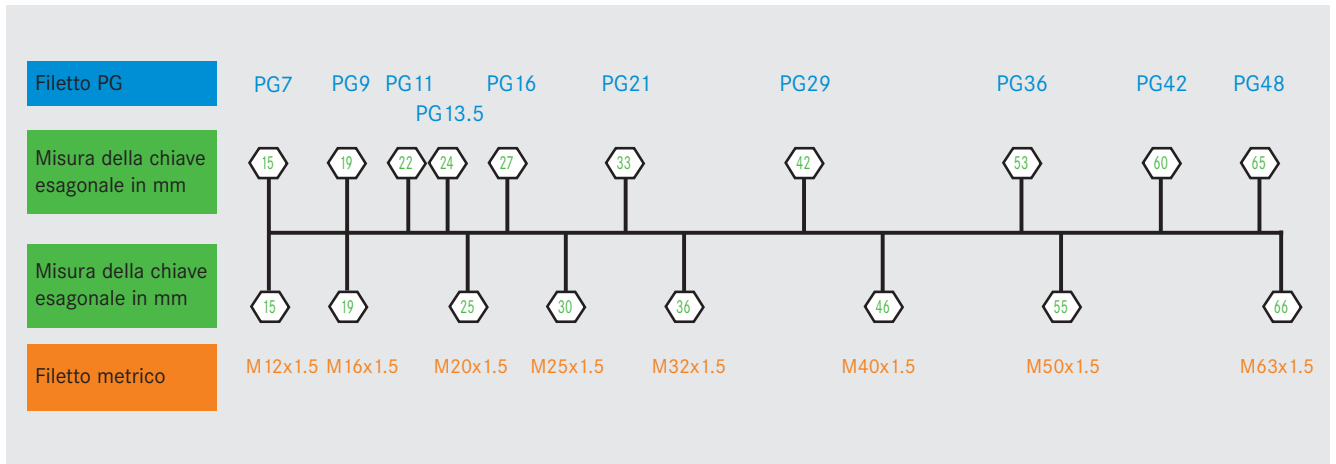 Filetto PG
PG7 PG9 PG11 PG16 PG21 PG29 PG36 PG42 PG48
PG13.5
Misura della chiave
esagonale in mm
15 19 22 24 27 33 42 53 60 65
Misura della chiave
esagonale in mm
15 19 25 30 36 46 55 66
Filetto metrico
M12x1.5 M16x1.5 M20x1.5 M25x1.5 M32x1.5 M40x1.5 M50x1.5 M63x1.5